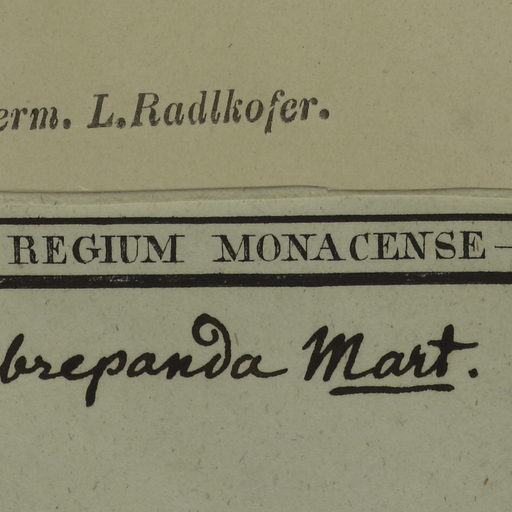 erm. L. Radlkofer.
REGIUM MONACENSE —
brepanda Mart.